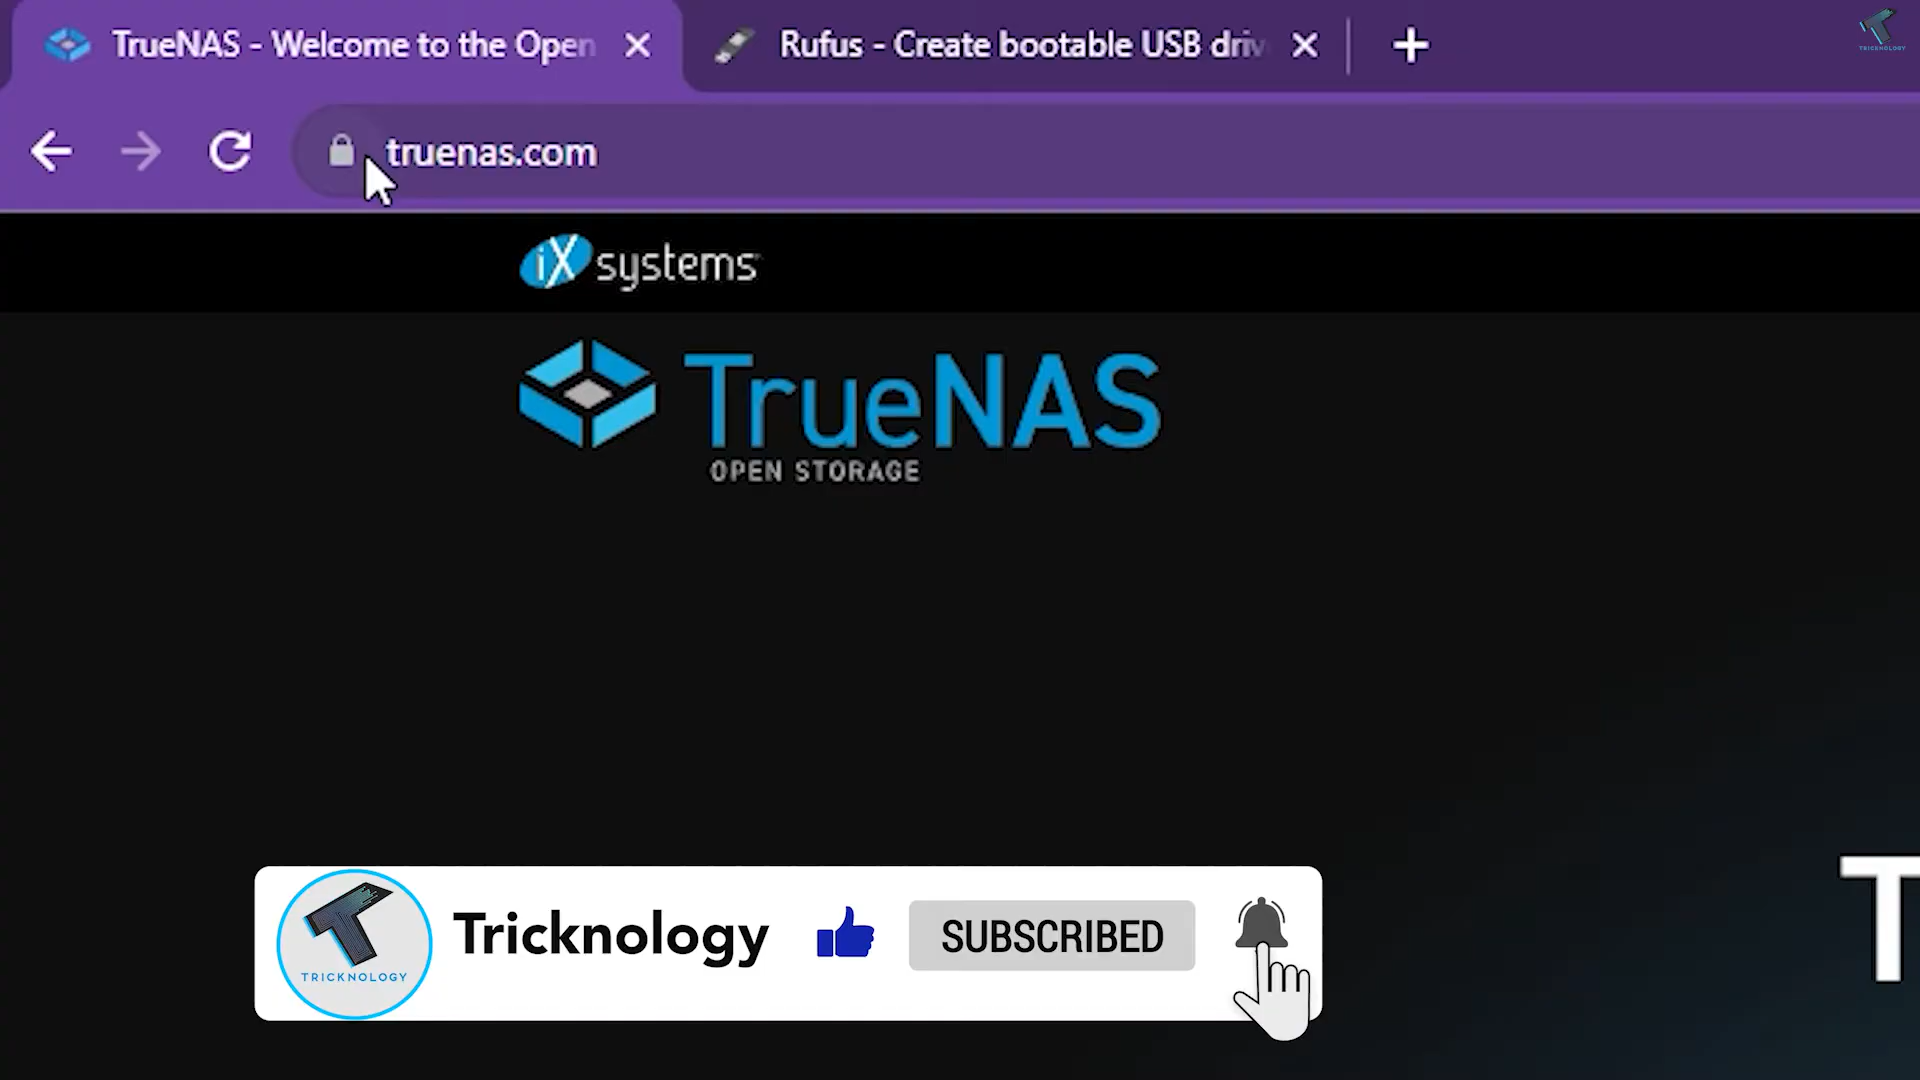 TrueNAS - Welcome to the Open
Rufus - Create bootable USB driv
TRICKNOLOGY
truenas.com
iX systems
TrueNAS
OPEN STORAGE
T
TRICKNOLOGY
Tricknology
SUBSCRIBED